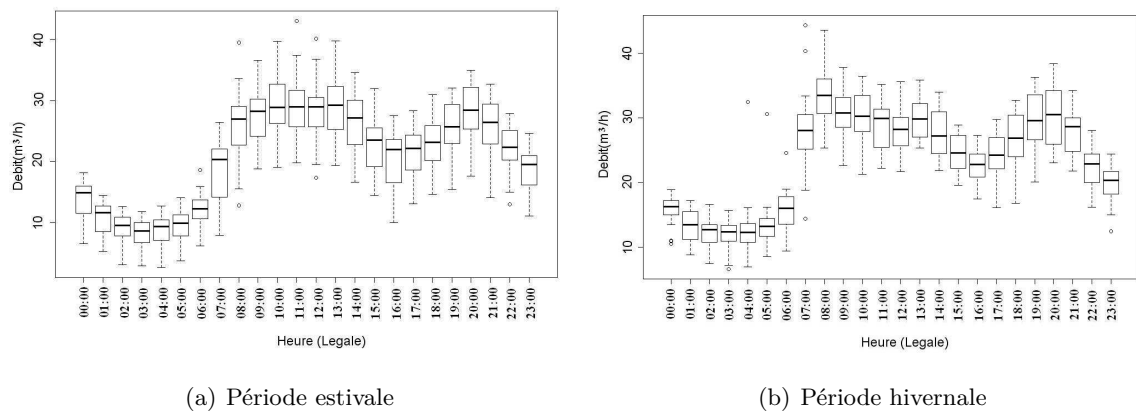 40
30
20
10
Debit(m³/h)
00:00 01:00 02:00 03:00 04:00 05:00 06:00 07:00 08:00 09:00 10:00 11:00 12:00 13:00 14:00 15:00 16:00 17:00 18:00 19:00 20:00 21:00 22:00 23:00
Heure (Legale)
(a) Période estivale
40
30
20
10
Debit(m³/h)
00:00 01:00 02:00 03:00 04:00 05:00 06:00 07:00 08:00 09:00 10:00 11:00 12:00 13:00 14:00 15:00 16:00 17:00 18:00 19:00 20:00 21:00 22:00 23:00
Heure (Legale)
(b) Période hivernale